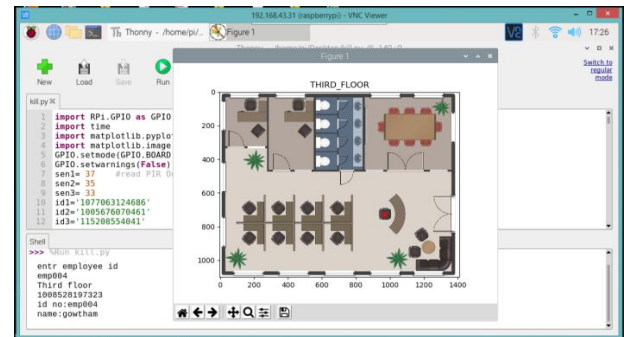 192.168.43.31 (raspberrypi) - VNC Viewer
Thonny - /home/pi/..
Figure 1
17:26
Figure 1
Switch to
regular
mode
New
Load
Save
Run
kill.py
THIRD_FLOOR
1 import RPi.GPIO as GPIO
2 import time
3 import matplotlib.pyplo
4 import matplotlib.image
5 GPIO.setmode(GPIO.BOARD
6 GPIO.setwarnings(False)
7 sen1= 37 #read PIR
8 sen2= 35
9 sen3= 33
10 id1='1077063124686'
11 id2='1005676070461'
12 id3='115208554041'
0
200
400
600
800
1000
0 200 400 600 800 1000 1200 1400
Shell
>>> %Run kill.py
entr employee id
emp004
Third floor
1008528197323
id no:emp004
name:gowtham